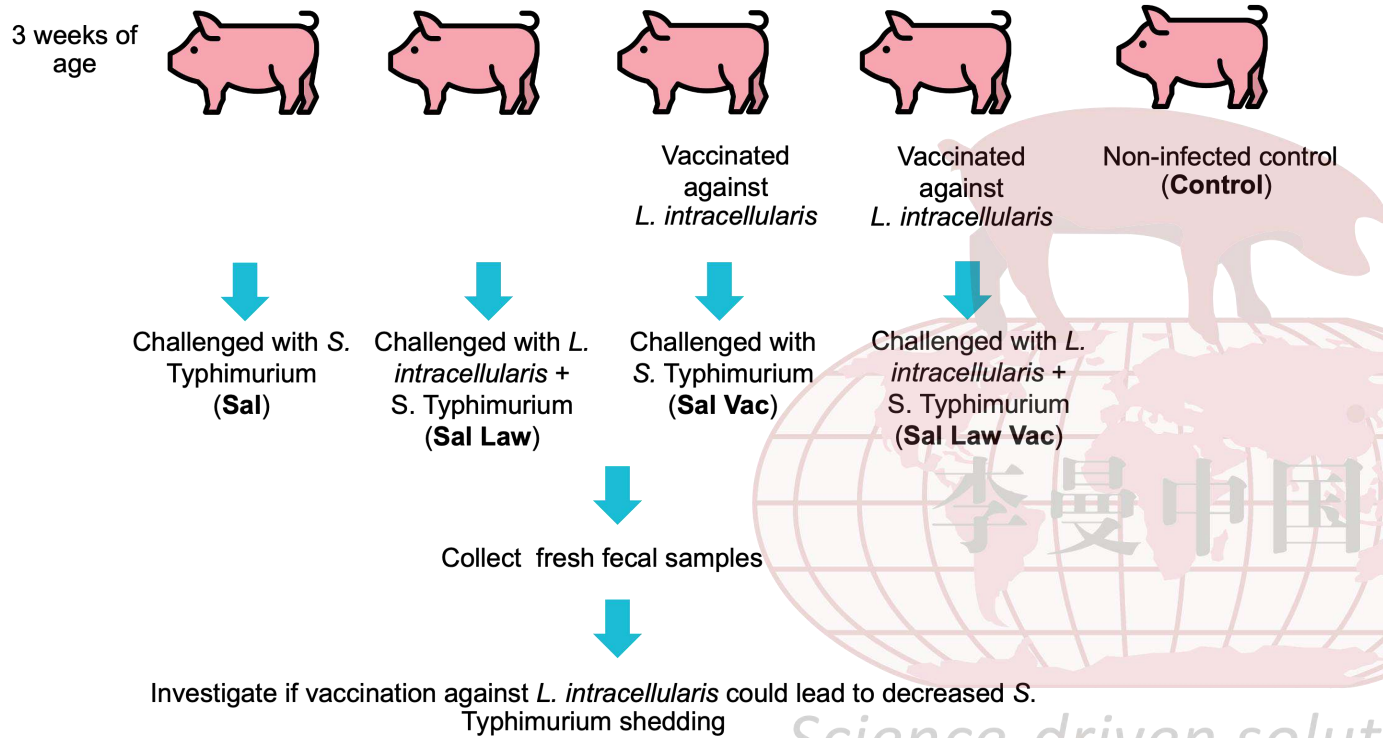 3 weeks of
age
Vaccinated
against
L. intracellularis
Vaccinated
against
L. intracellularis
Non-infected control
(Control)
Challenged with S.
Typhimurium
(Sal)
Challenged with L.
intracellularis +
S. Typhimurium
(Sal Law)
Challenged with
S. Typhimurium
(Sal Vac)
Challenged with L.
intracellularis +
S. Typhimurium
(Sal Law Vac)
李曼中国
Collect  fresh fecal samples
Investigate if vaccination against L. intracellularis could lead to decreased S.
Typhimurium shedding
Science-driven